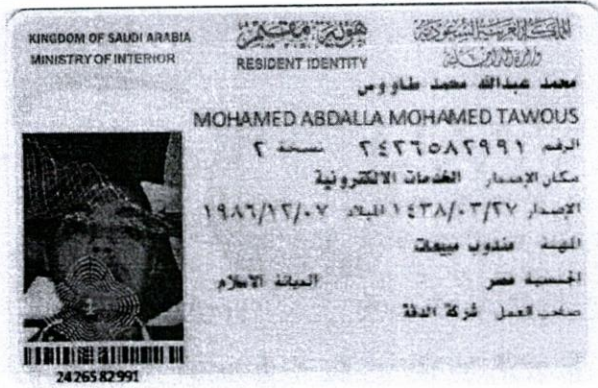 KINGDOM OF SAUDI ARABIA
MINISTRY OF INTERIOR
هوية مقيم
RESIDENT IDENTITY
المملكة العربية السعودية
وزارة الداخلية
محمد عبدالله محمد طاووس
MOHAMED ABDALLA MOHAMED TAWOUS
الرقم ٢٤٢٦٥٨٢٩٩١ نسخة ٢
مكان الإصدار الخدمات الالكترونية
الإصدار ١٤٣٨/٠٣/٢٧ الميلاد ١٩٨٦/١٢/٠٧
المهنة مندوب مبيعات
الجنسية مصر الديانة الاسلام
صاحب العمل شركة الدفة
2426582991